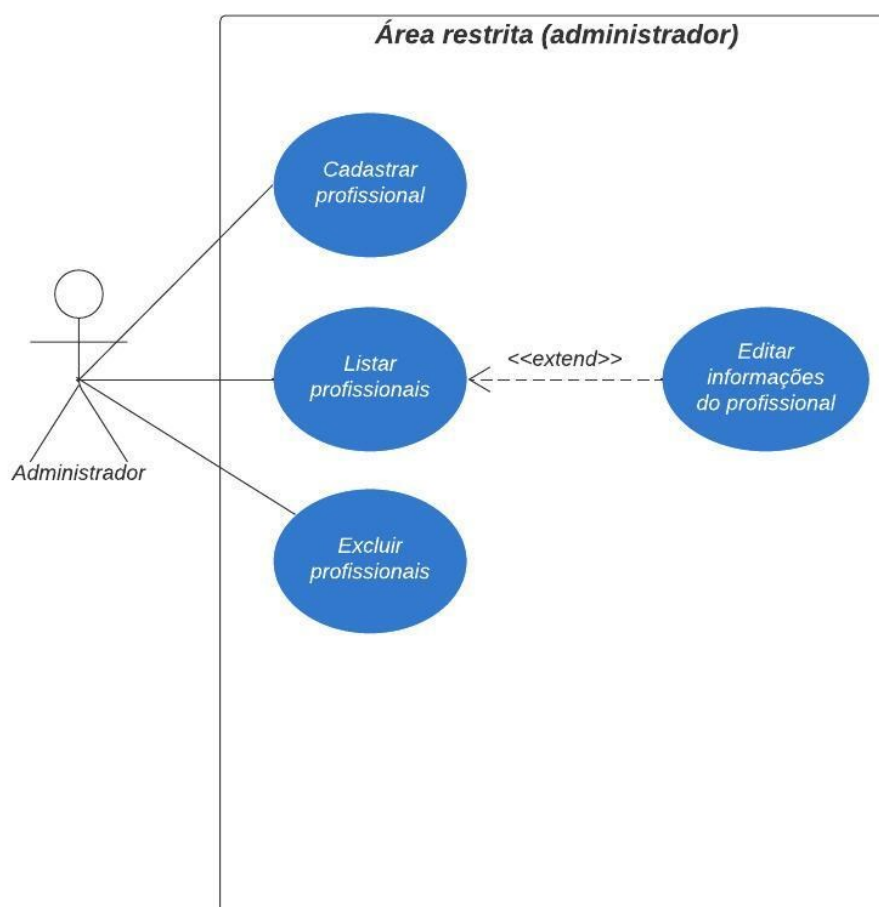 Área restrita (administrador)
Cadastrar
profissional
Listar
profissionais
<<extend>>
Editar
informações
do profissional
Administrador
Excluir
profissionais